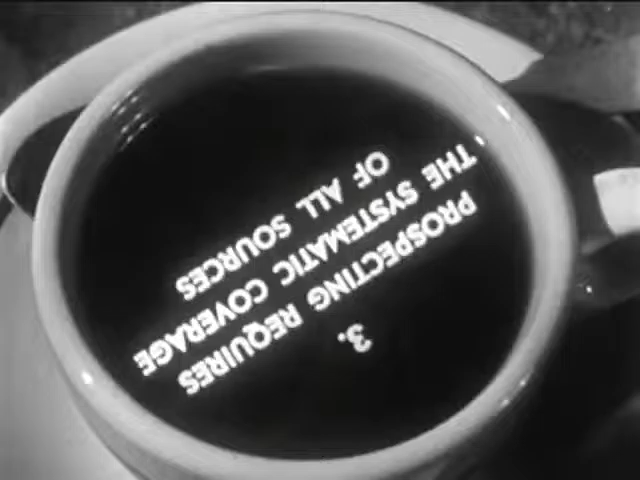 3.
PROSPECTING REQUIRES
THE SYSTEMATIC COVERAGE
OF ALL SOURCES